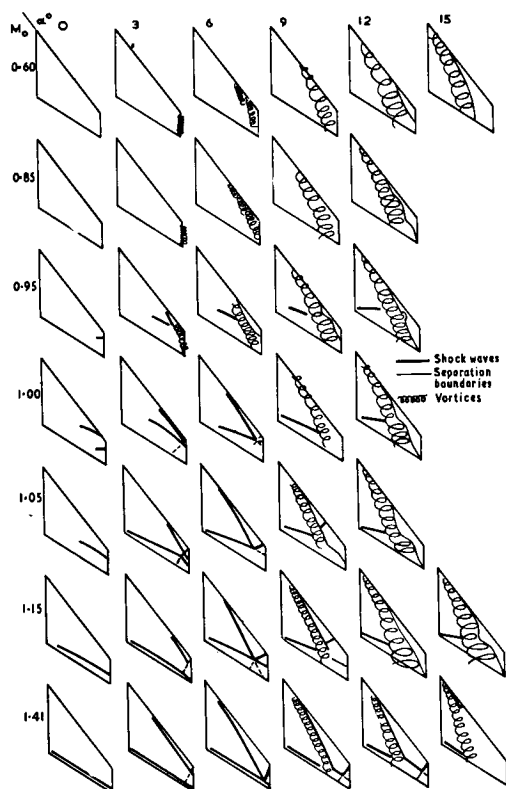 M₀ α° 0 3 6 9 12 15
0·60
0·85
0·95
Shock waves
Separation
boundaries
Vortices
1·00
1·05
1·15
1·41